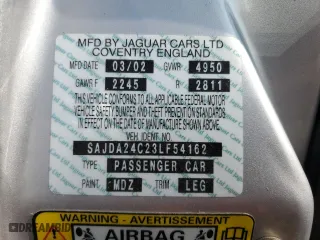 MFD BY JAGUAR CARS LTD
COVENTRY ENGLAND
MFD DATE 03/02 GVWR 4950
GAWR F 2245 R 2811
THIS VEHICLE CONFORMS TO ALL APPLICABLE FEDERAL MOTOR
VEHICLE SAFETY BUMPER AND THEFT PREVENTION STANDARDS
IN EFFECT ON THE DATE OF MANUFACTURE SHOWN ABOVE.
VEH. IDENT NO.
SAJDA24C23LF54162
TYPE PASSENGER CAR
PAINT. MDZ TRIM LEG
WARNING - AVERTISSEMENT
AIRBAG
DREAMBID